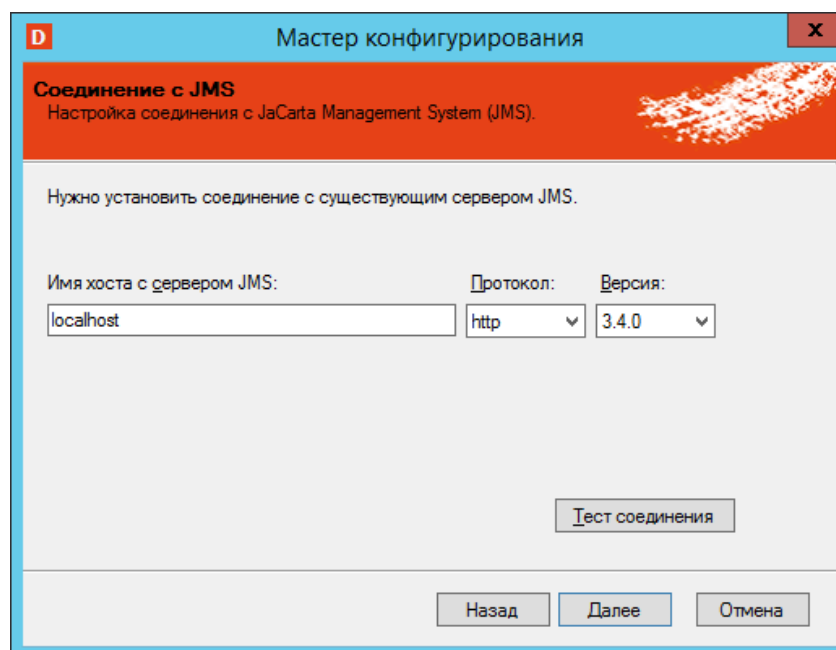 D
Мастер конфигурирования
x
Соединение с JMS
Настройка соединения с JaCarta Management System (JMS).
Нужно установить соединение с существующим сервером JMS.
Имя хоста с сервером JMS: Протокол: Версия:
localhost http 3.4.0
Тест соединения
Назад Далее Отмена